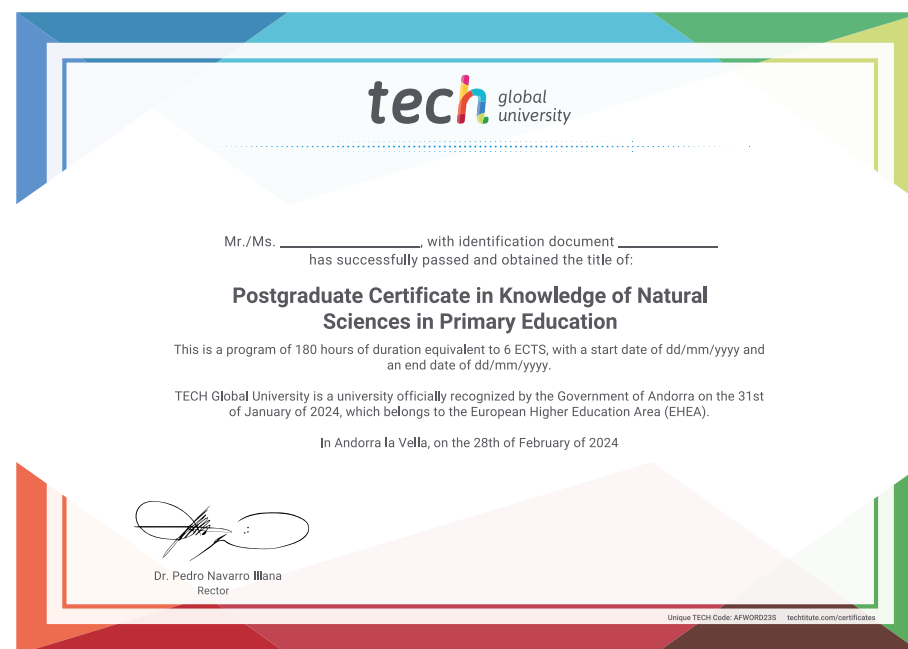 tech global university
Mr./Ms. ____________________, with identification document ______________
has successfully passed and obtained the title of:
Postgraduate Certificate in Knowledge of Natural
Sciences in Primary Education
This is a program of 180 hours of duration equivalent to 6 ECTS, with a start date of dd/mm/yyyy and
an end date of dd/mm/yyyy.
TECH Global University is a university officially recognized by the Government of Andorra on the 31st
of January of 2024, which belongs to the European Higher Education Area (EHEA).
In Andorra la Vella, on the 28th of February of 2024
Dr. Pedro Navarro Illana
Rector
Unique TECH Code: AFWORD23S techtitute.com/certificates